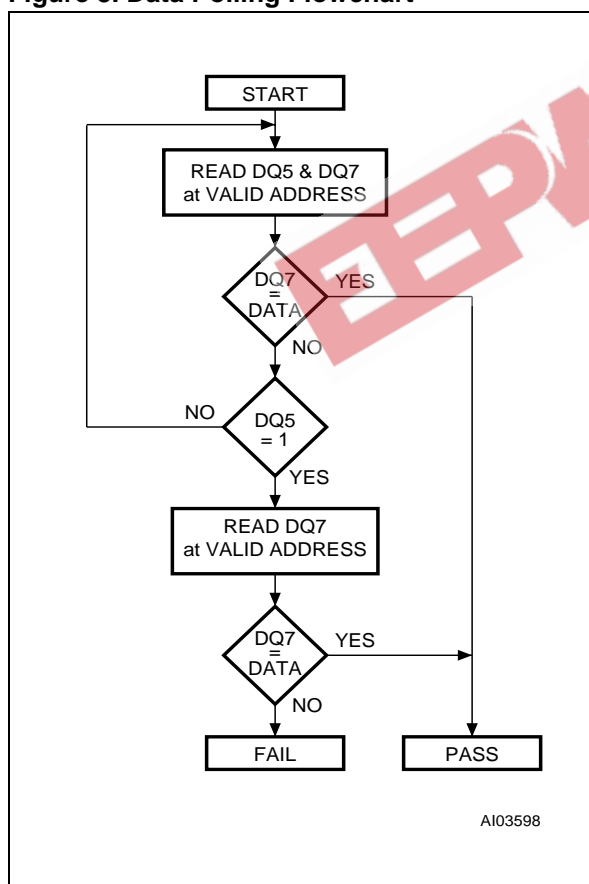 Figure Data Polling Flowchart
START
READ DQ5 & DQ7
at VALID ADDRESS
DQ7
=
DATA
YES
NO
DQ5
= 1
NO
YES
READ DQ7
at VALID ADDRESS
DQ7
=
DATA
YES
NO
FAIL
PASS
AI03598